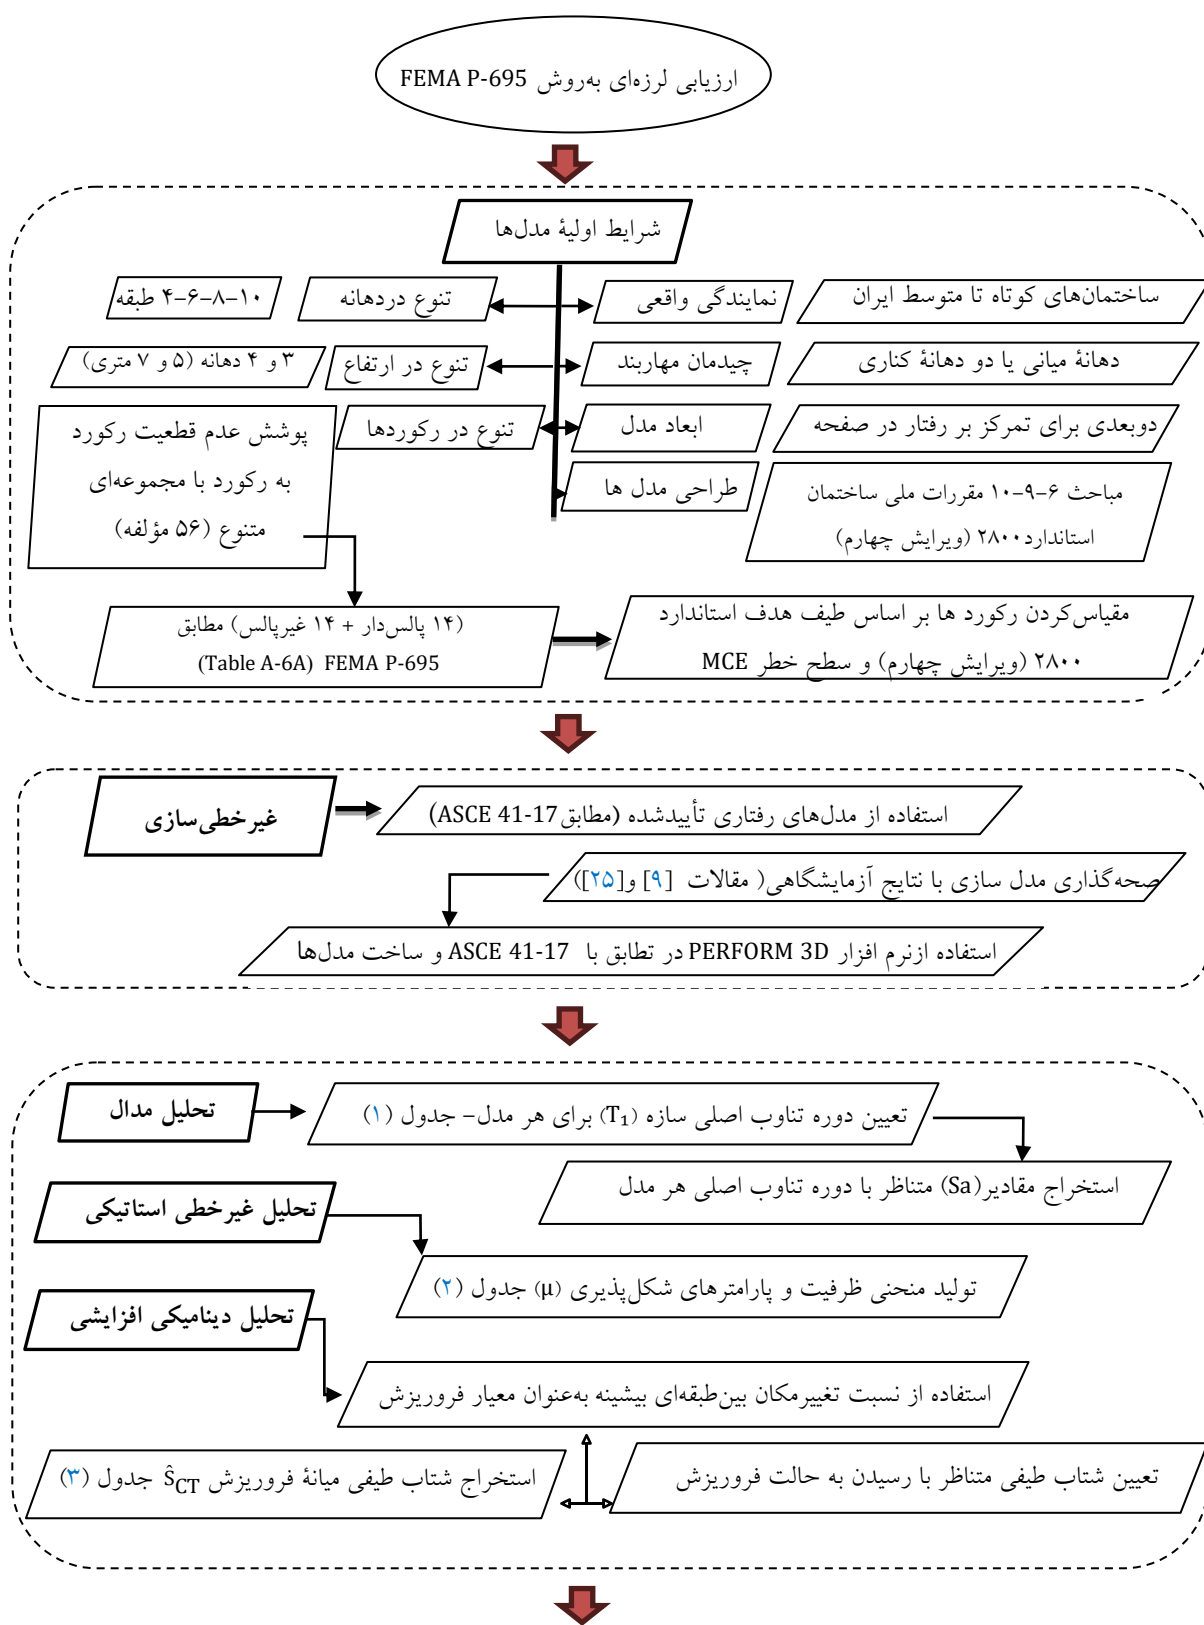 ارزیابی لرزه‌ای به‌روش FEMA P-695
شرایط اولیهٔ مدل‌ها
ساختمان‌های کوتاه تا متوسط ایران
نمایندگی واقعی
تنوع دردهانه
۴-۶-۸-۱۰ طبقه
دهانهٔ میانی یا دو دهانهٔ کناری
چیدمان مهاربند
تنوع در ارتفاع
۳ و ۴ دهانه (۵ و ۷ متری)
دوبعدی برای تمرکز بر رفتار در صفحه
ابعاد مدل
تنوع در رکوردها
پوشش عدم قطعیت رکورد
به رکورد با مجموعه‌ای
متنوع (۵۶ مؤلفه)
طراحی مدل ها
مباحث ۶-۹-۱۰ مقررات ملی ساختمان
استاندارد۲۸۰۰ (ویرایش چهارم)
(۱۴ پالس‌دار + ۱۴ غیرپالس) مطابق
(Table A-6A) FEMA P-695
مقیاس‌کردن رکورد ها بر اساس طیف هدف استاندارد
۲۸۰۰ (ویرایش چهارم) و سطح خطر MCE
غیرخطی‌سازی
استفاده از مدل‌های رفتاری تأییدشده (مطابق ASCE 41-17)
صحه‌گذاری مدل سازی با نتایج آزمایشگاهی( مقالات [۹] و[۲۵])
استفاده ازنرم افزار PERFORM 3D در تطابق با ASCE 41-17 و ساخت مدل‌ها
تحلیل مدال
تعیین دوره تناوب اصلی سازه (T₁) برای هر مدل- جدول (۱)
استخراج مقادیر(Sa) متناظر با دوره تناوب اصلی هر مدل
تحلیل غیرخطی استاتیکی
تولید منحنی ظرفیت و پارامترهای شکل‌پذیری (μ) جدول (۲)
تحلیل دینامیکی افزایشی
استفاده از نسبت تغییرمکان بین‌طبقه‌ای بیشینه به‌عنوان معیار فروریزش
تعیین شتاب طیفی متناظر با رسیدن به حالت فروریزش
استخراج شتاب طیفی میانهٔ فروریزش Ŝ_CT جدول (۳)